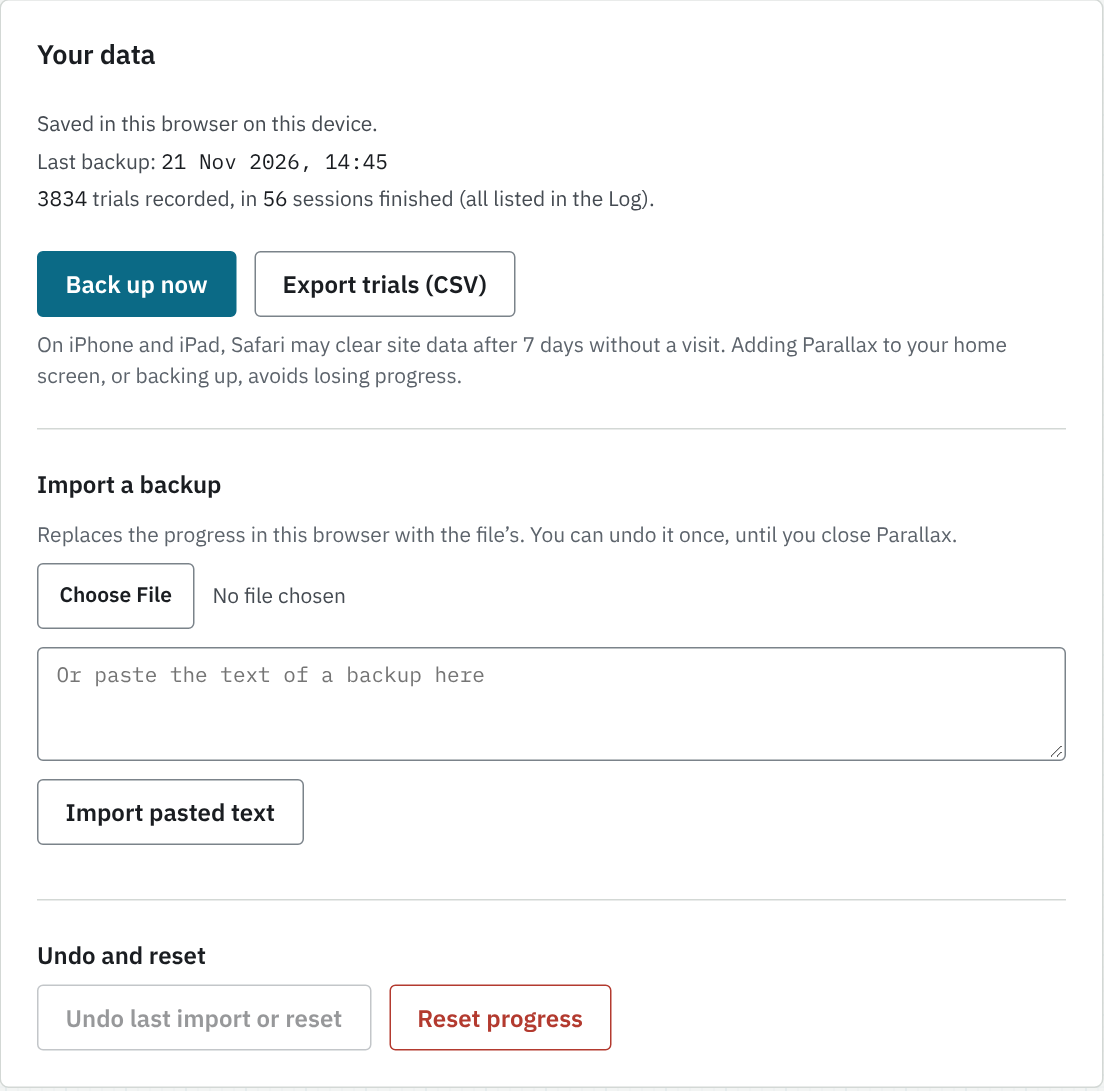 Your data
Saved in this browser on this device.
Last backup: 21 Nov 2026, 14:45
3834 trials recorded, in 56 sessions finished (all listed in the Log).
Back up now
Export trials (CSV)
On iPhone and iPad, Safari may clear site data after 7 days without a visit. Adding Parallax to your home
screen, or backing up, avoids losing progress.
Import a backup
Replaces the progress in this browser with the file’s. You can undo it once, until you close Parallax.
Choose File
No file chosen
Or paste the text of a backup here
Import pasted text
Undo and reset
Undo last import or reset
Reset progress